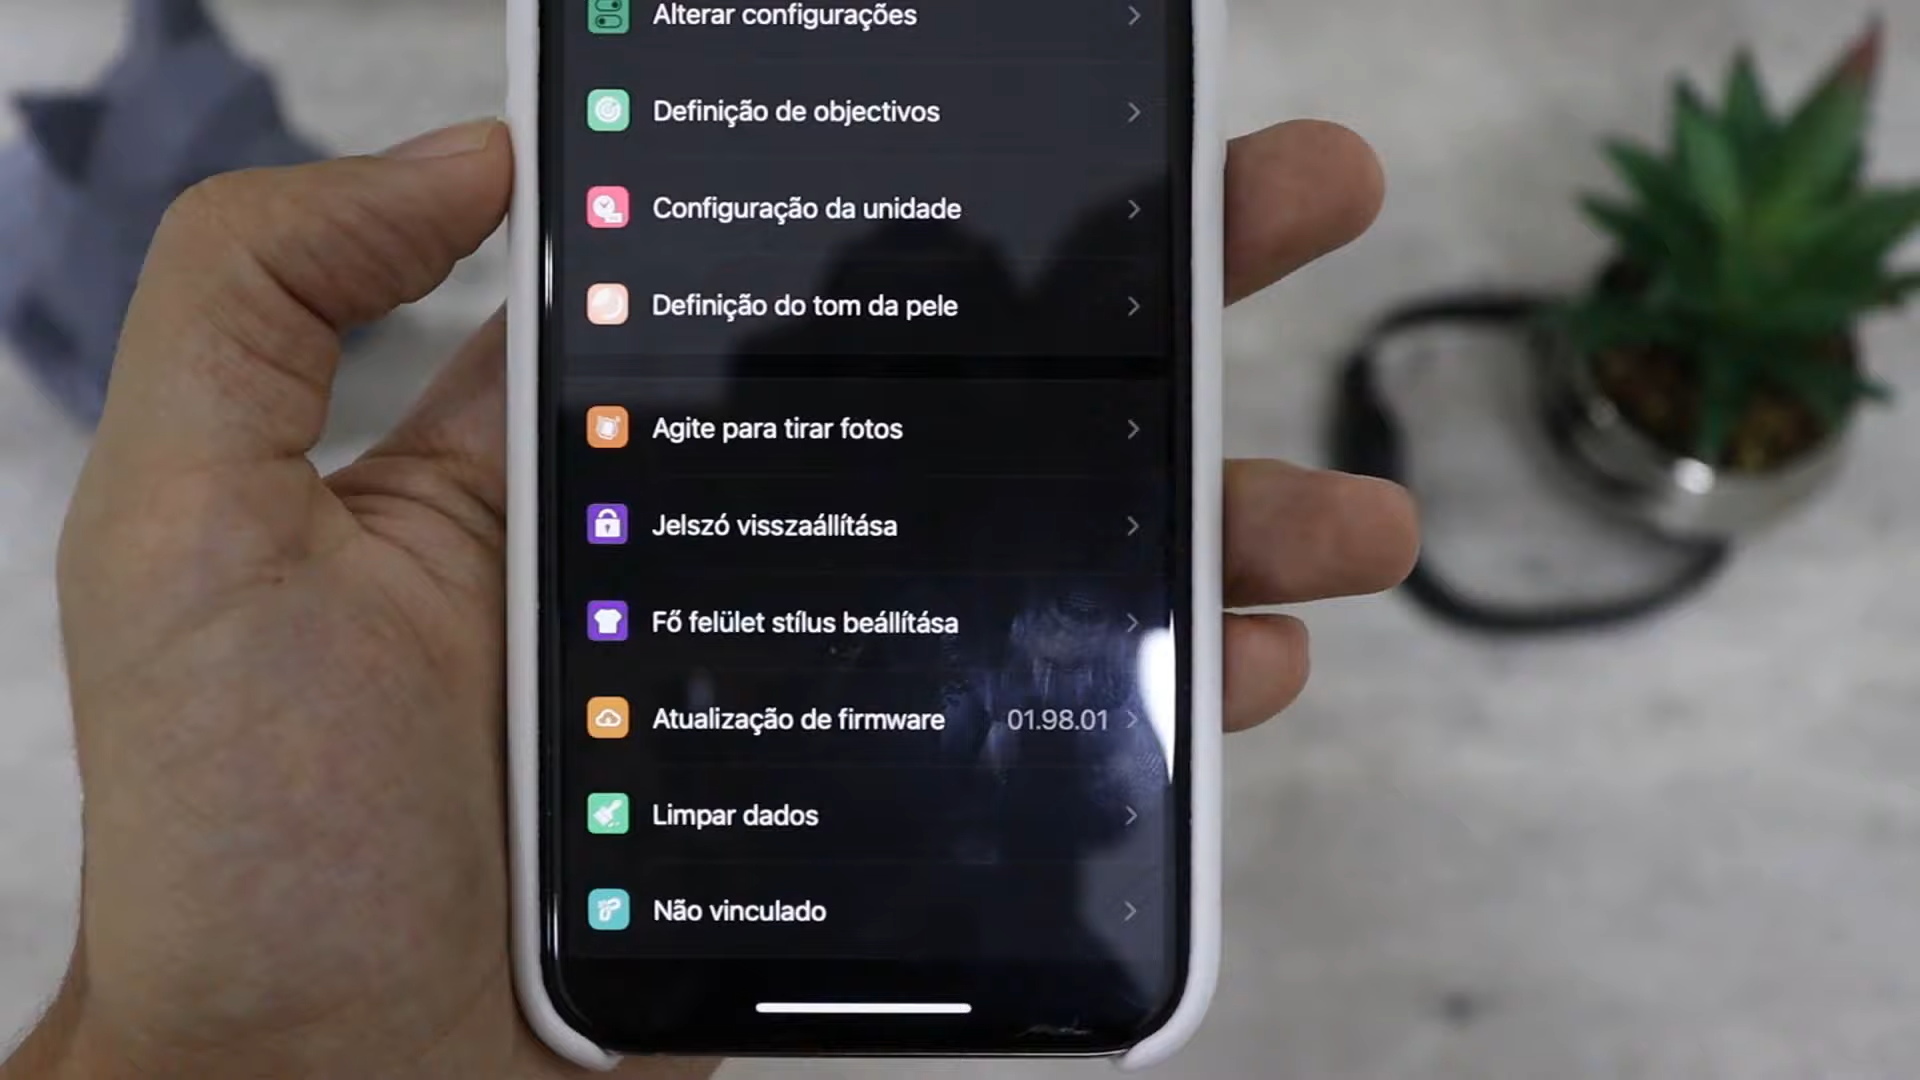 Alterar configurações
Definição de objectivos
Configuração da unidade
Definição do tom da pele
Agite para tirar fotos
Jelszó visszaállítása
Fő felület stílus beállítása
Atualização de firmware 01.98.01
Limpar dados
Não vinculado